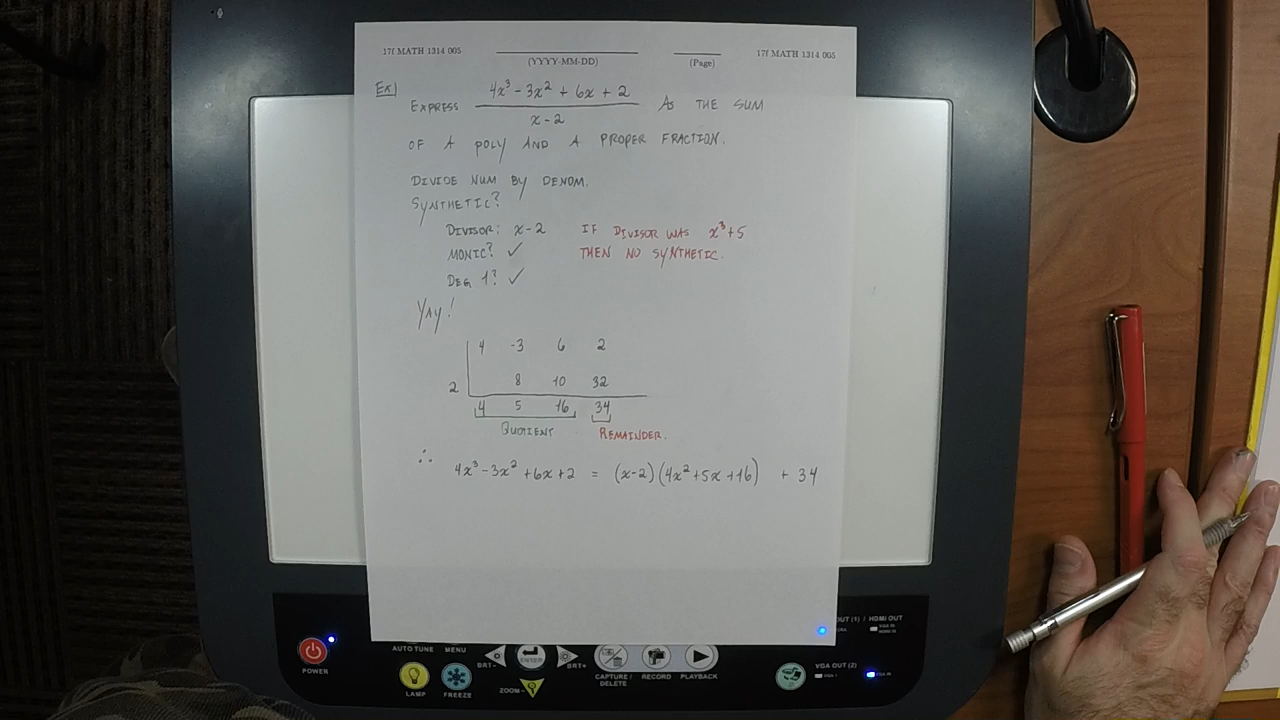 17f MATH 1314 005 (YYYY-MM-DD) (Page) 17f MATH 1314 005
Ex
EXPRESS (4x³ - 3x² + 6x + 2)/(x - 2) AS THE SUM
OF A POLY AND A PROPER FRACTION.
DIVIDE NUM BY DENOM.
SYNTHETIC?
DIVISOR: x-2 IF DIVISOR WAS x³+5
MONIC? ✓ THEN NO SYNTHETIC.
DEG 1? ✓
YAY!
4 -3 6 2
2 8 10 32
4 5 16 34
QUOTIENT REMAINDER.
∴
4x³ - 3x² + 6x + 2 = (x-2)(4x² + 5x + 16) + 34
POWER
AUTO TUNE MENU
LAMP FREEZE
BRT- ENTER BRT+
ZOOM- 
CAPTURE / DELETE RECORD PLAYBACK
OUT (1) / HDMI OUT
VGA OUT (2)